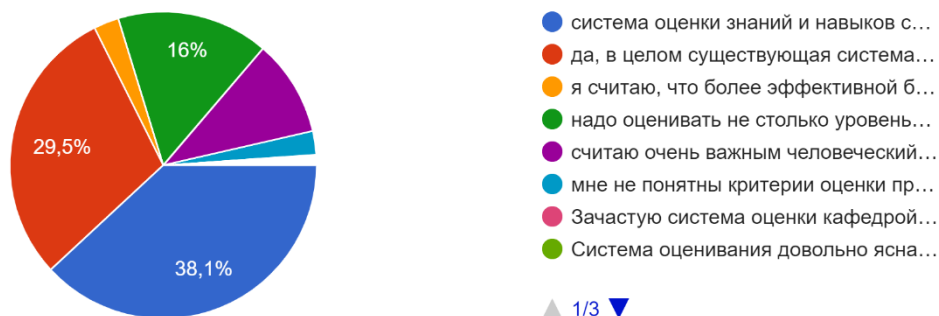 16%
29,5%
38,1%
система оценки знаний и навыков с…
да, в целом существующая система…
я считаю, что более эффективной б…
надо оценивать не столько уровень…
считаю очень важным человеческий…
мне не понятны критерии оценки пр…
Зачастую система оценки кафедрой…
Система оценивания довольно ясна…
1/3